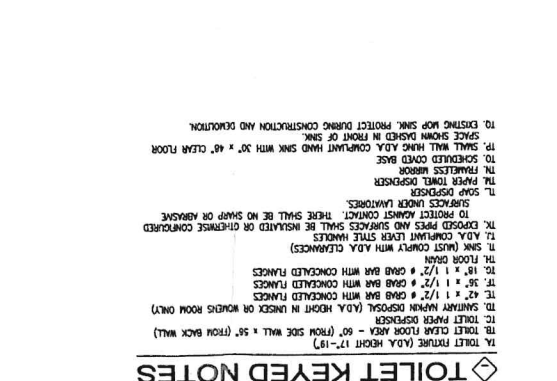 TOILET KEYED NOTES
TA. TOILET FIXTURE (A.D.A. HEIGHT 17"-19")
TB. TOILET CLEAR FLOOR AREA - 60" (FROM SIDE WALL x 56" (FROM BACK WALL)
TC. TOILET PAPER DISPENSER
TD. SANITARY NAPKIN DISPOSAL (A.D.A. HEIGHT IN UNISEX OR WOMENS ROOM ONLY)
TE. 42" x 1 1/2" ø GRAB BAR WITH CONCEALED FLANGES
TF. 36" x 1 1/2" ø GRAB BAR WITH CONCEALED FLANGES
TG. 18" x 1 1/2" ø GRAB BAR WITH CONCEALED FLANGES
TH. FLOOR DRAIN
TI. SINK (MUST COMPLY WITH A.D.A. CLEARANCES)
TJ. A.D.A. COMPLIANT LEVER STYLE HANDLES
TK. EXPOSED PIPES AND SURFACES SHALL BE INSULATED OR OTHERWISE CONFIGURED
TO PROTECT AGAINST CONTACT. THERE SHALL BE NO SHARP OR ABRASIVE
SURFACES UNDER LAVATORIES.
TL. SOAP DISPENSER
TM. PAPER TOWEL DISPENSER
TN. FRAMELESS MIRROR
TO. SCHEDULED COVED BASE
TP. SMALL WALL HUNG A.D.A. COMPLIANT HAND SINK WITH 30" x 48" CLEAR FLOOR
SPACE SHOWN DASHED IN FRONT OF SINK.
TQ. EXISTING MOP SINK. PROTECT DURING CONSTRUCTION AND DEMOLITION.